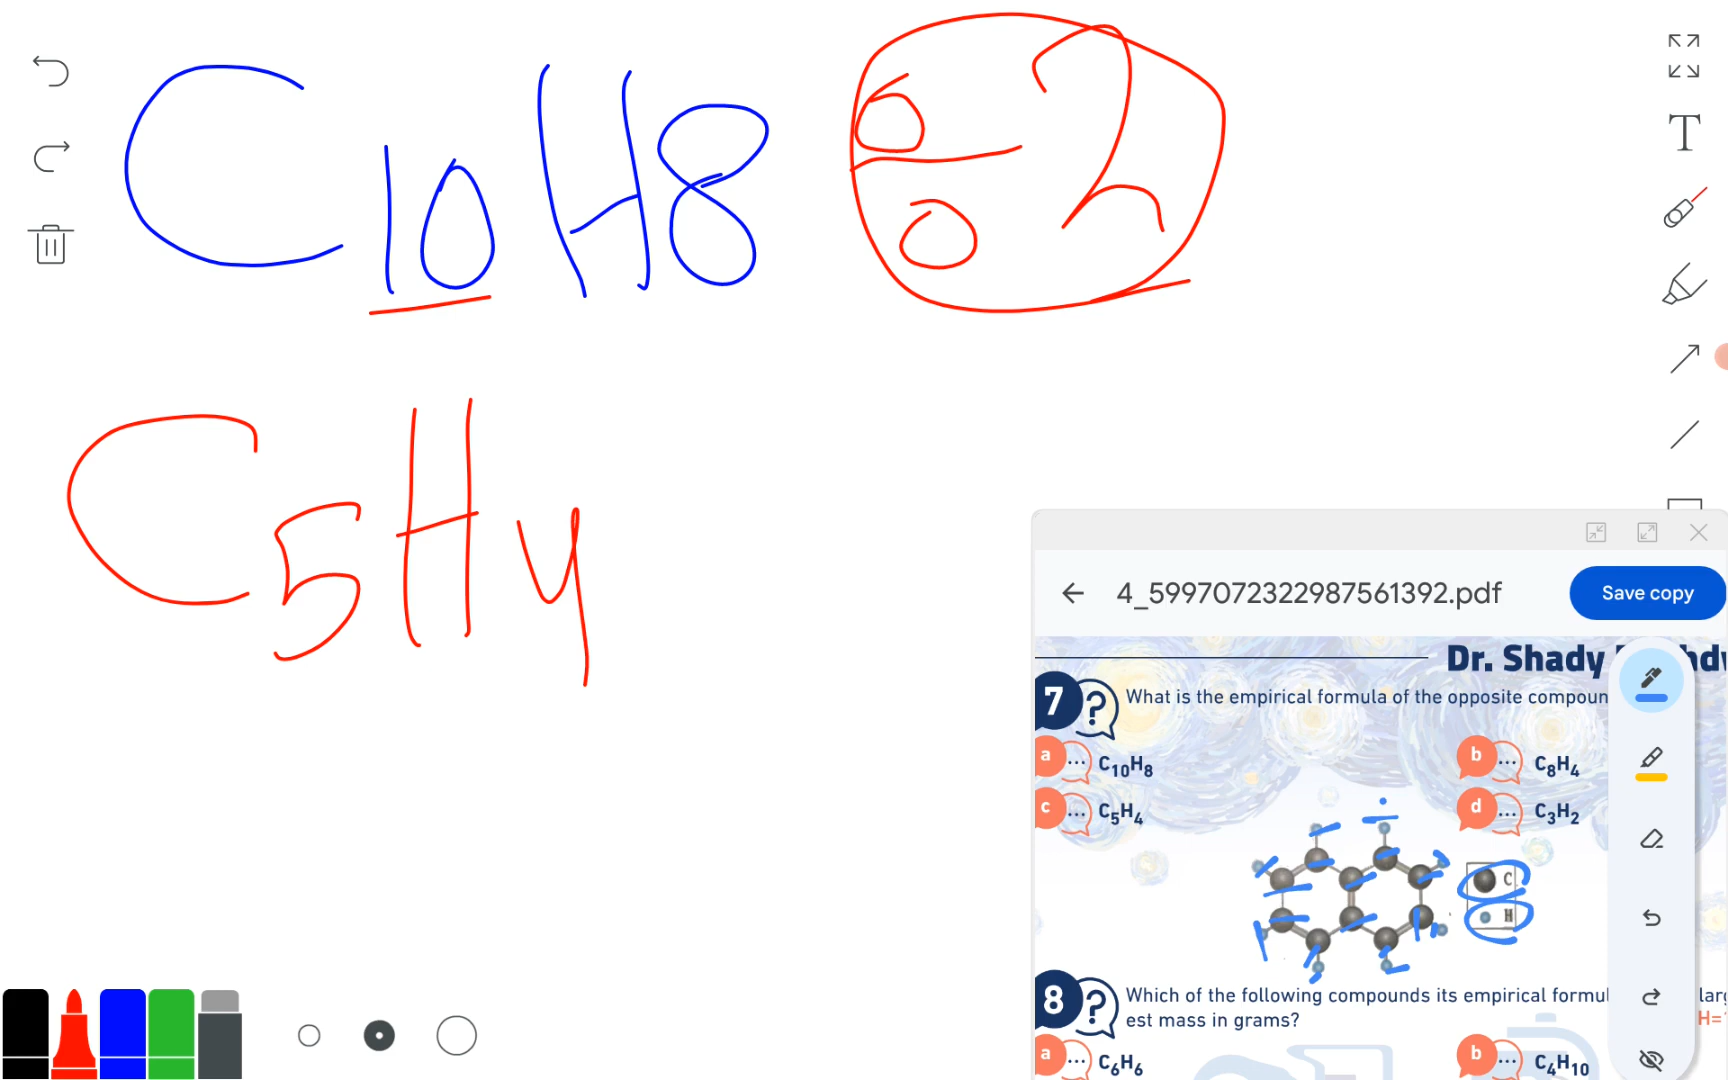 C10H8 ÷ 2
C5H4
T
4_5997072322987561392.pdf
Save copy
Dr. Shady
7 ? What is the empirical formula of the opposite compoun
a ... C₁₀H₈
b ... C₈H₄
c ... C₅H₄
d ... C₃H₂
C
H
8 ? Which of the following compounds its empirical formul
est mass in grams?
H=
a ... C₆H₆
b ... C₄H₁₀